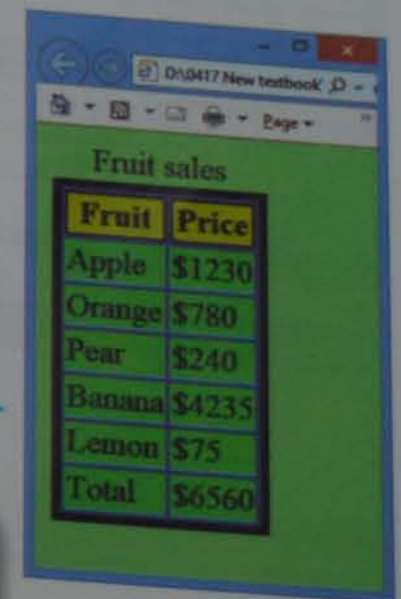 D:\0417 New textbook\
Page
Fruit sales
Fruit Price
Apple $1230
Orange $780
Pear $240
Banana $4235
Lemon $75
Total $6560